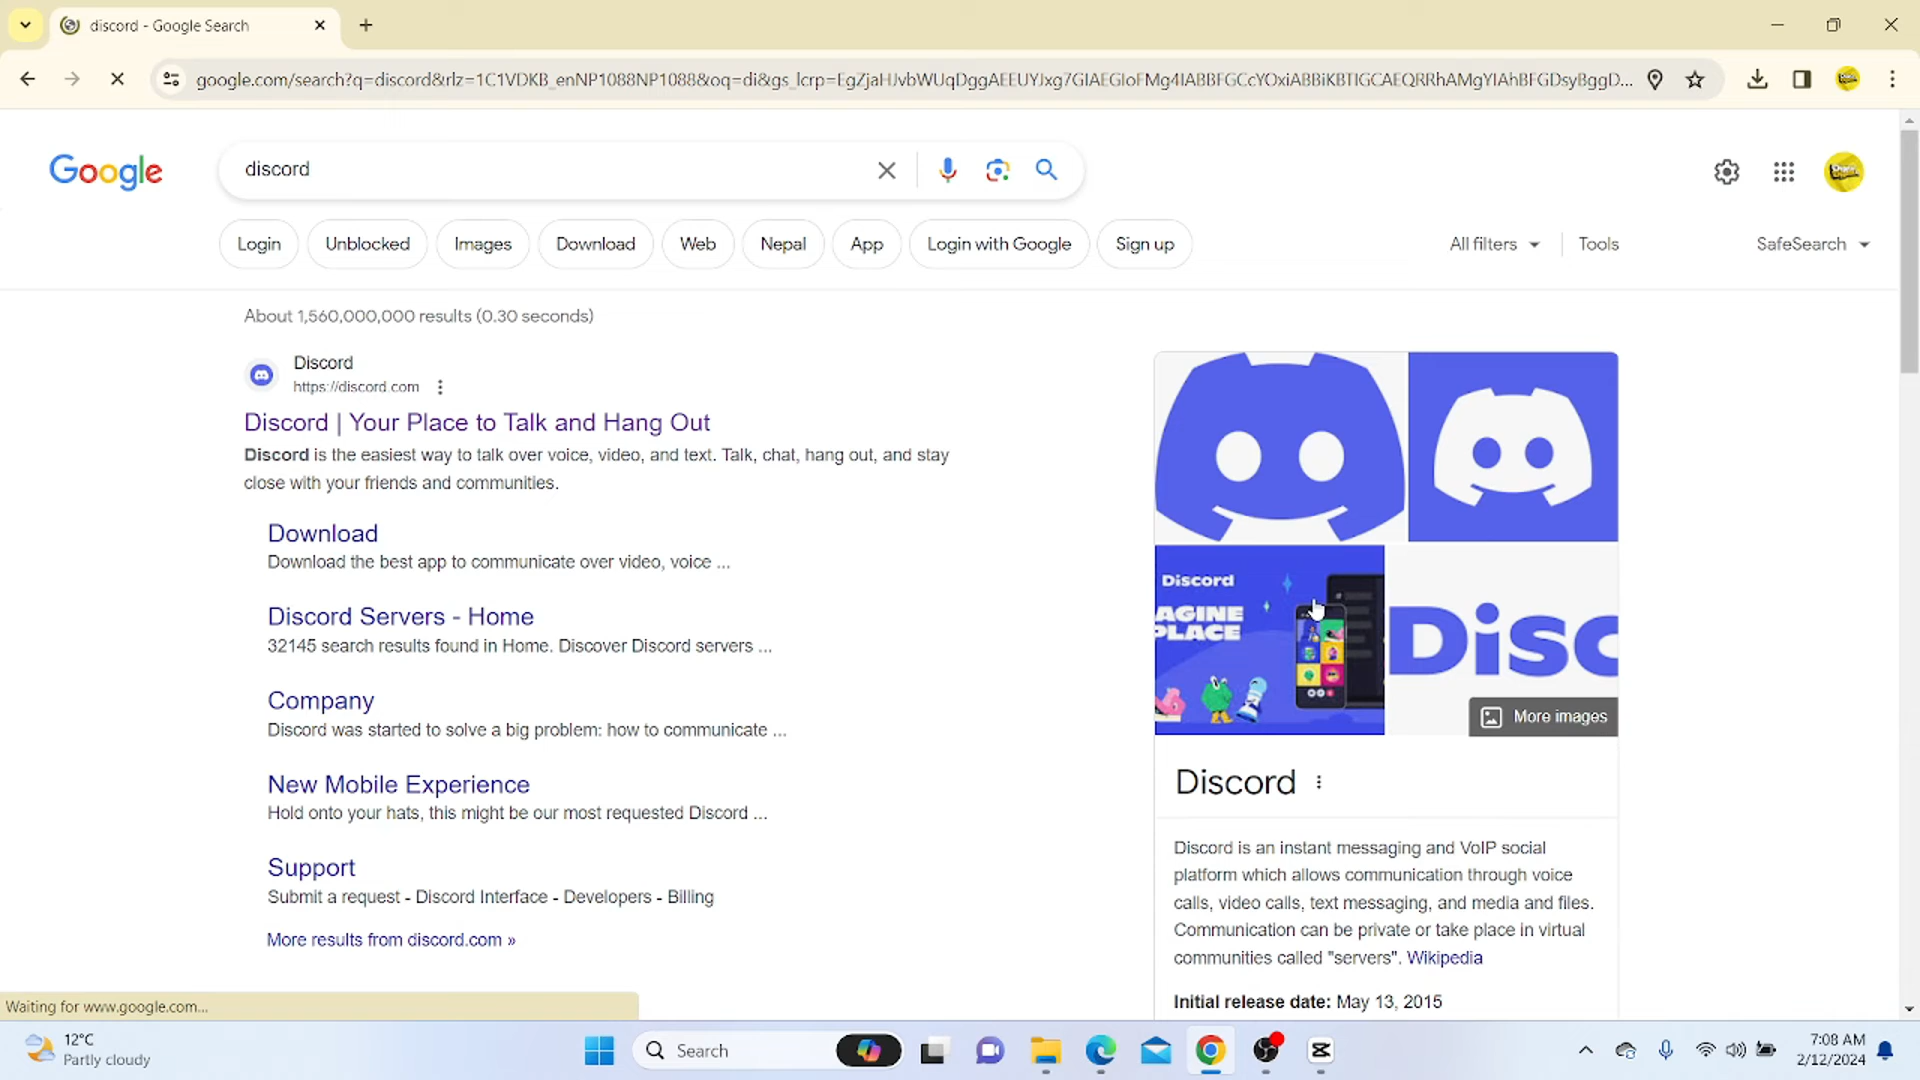 discord - Google Search
google.com/search?q=discord&rlz=1C1VDKB_enNP1088NP1088&oq=di&gs_lcrp=EgZjaHJvbWUqDggAEEUYJxg7GIAEGIoFMg4IABBFGCcYOxiABBiKBTIGCAEQRRhAMgYIAhBFGDsyBggD...
Google
discord
Login
Unblocked
Images
Download
Web
Nepal
App
Login with Google
Sign up
All filters
Tools
SafeSearch
About 1,560,000,000 results (0.30 seconds)
Discord
https://discord.com
Discord | Your Place to Talk and Hang Out
Discord is the easiest way to talk over voice, video, and text. Talk, chat, hang out, and stay
close with your friends and communities.
Download
Download the best app to communicate over video, voice ...
Discord Servers - Home
32145 search results found in Home. Discover Discord servers ...
Company
Discord was started to solve a big problem: how to communicate ...
New Mobile Experience
Hold onto your hats, this might be our most requested Discord ...
Support
Submit a request - Discord Interface - Developers - Billing
More results from discord.com »
Discord
AGINE
PLACE
Disc
More images
Discord
Discord is an instant messaging and VoIP social
platform which allows communication through voice
calls, video calls, text messaging, and media and files.
Communication can be private or take place in virtual
communities called "servers". Wikipedia
Initial release date: May 13, 2015
Waiting for www.google.com...
12°C
Partly cloudy
Search
7:08 AM
2/12/2024